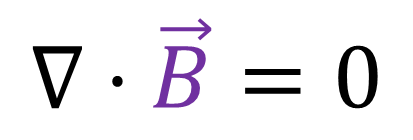 ∇ · B⃗ = 0